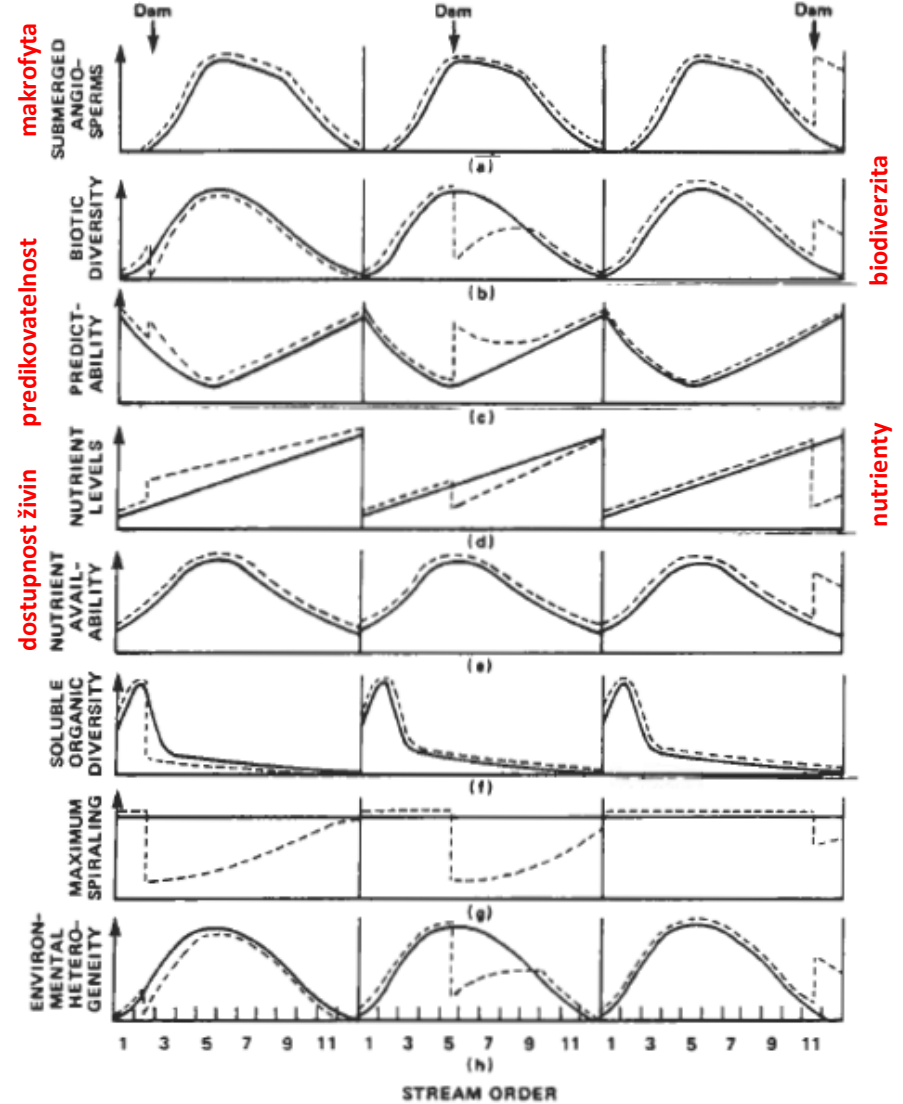 Dam
Dam
Dam
makrofyta
SUBMERGED
ANGIO-
SPERMS
(a)
BIOTIC
DIVERSITY
biodiverzita
(b)
predikovatelnost
PREDICT-
ABILITY
(c)
NUTRIENT
LEVELS
nutrienty
(d)
dostupnost živin
NUTRIENT
AVAIL-
ABILITY
(e)
SOLUBLE
ORGANIC
DIVERSITY
(f)
MAXIMUM
SPIRALING
(g)
ENVIRON-
MENTAL
HETERO-
GENEITY
1 3 5 7 9 11 1 3 5 7 9 11 1 3 5 7 9 11
(h)
STREAM ORDER